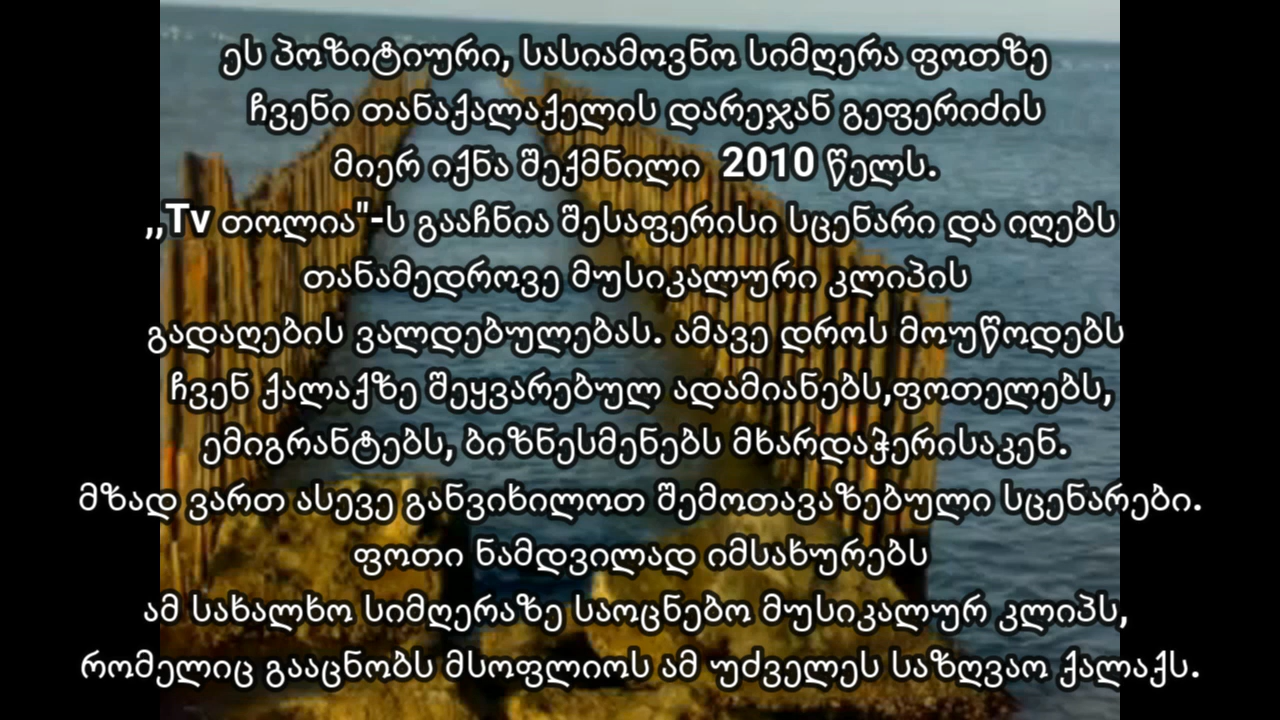 ეს პოზიტიური, სასიამოვნო სიმღერა ფოთზე
ჩვენი თანაქალაქელის დარეჯან გეფერიძის
მიერ იქნა შექმნილი 2010 წელს.
,,Tv თოლია"-ს გააჩნია შესაფერისი სცენარი და იღებს
თანამედროვე მუსიკალური კლიპის
გადაღების ვალდებულებას. ამავე დროს მოუწოდებს
ჩვენ ქალაქზე შეყვარებულ ადამიანებს,ფოთელებს,
ემიგრანტებს, ბიზნესმენებს მხარდაჭერისაკენ.
მზად ვართ ასევე განვიხილოთ შემოთავაზებული სცენარები.
ფოთი ნამდვილად იმსახურებს
ამ სახალხო სიმღერაზე საოცნებო მუსიკალურ კლიპს,
რომელიც გააცნობს მსოფლიოს ამ უძველეს საზღვაო ქალაქს.